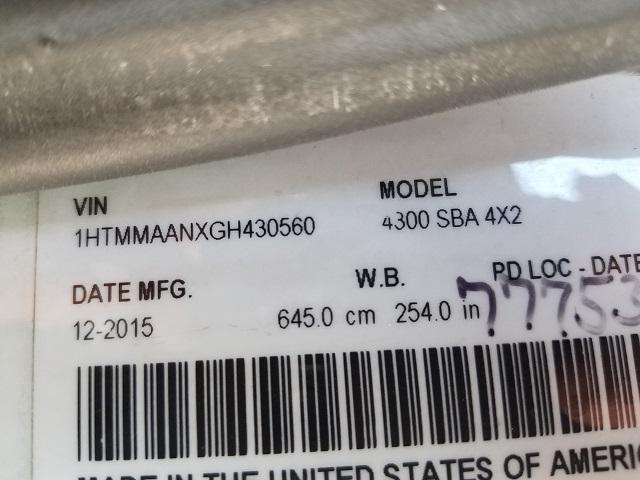 VIN MODEL
1HTMMAANXGH430560 4300 SBA 4X2
DATE MFG. W.B. PD LOC - DATE
12-2015 645.0 cm 254.0 in 77753
MADE IN THE UNITED STATES OF AMERIC